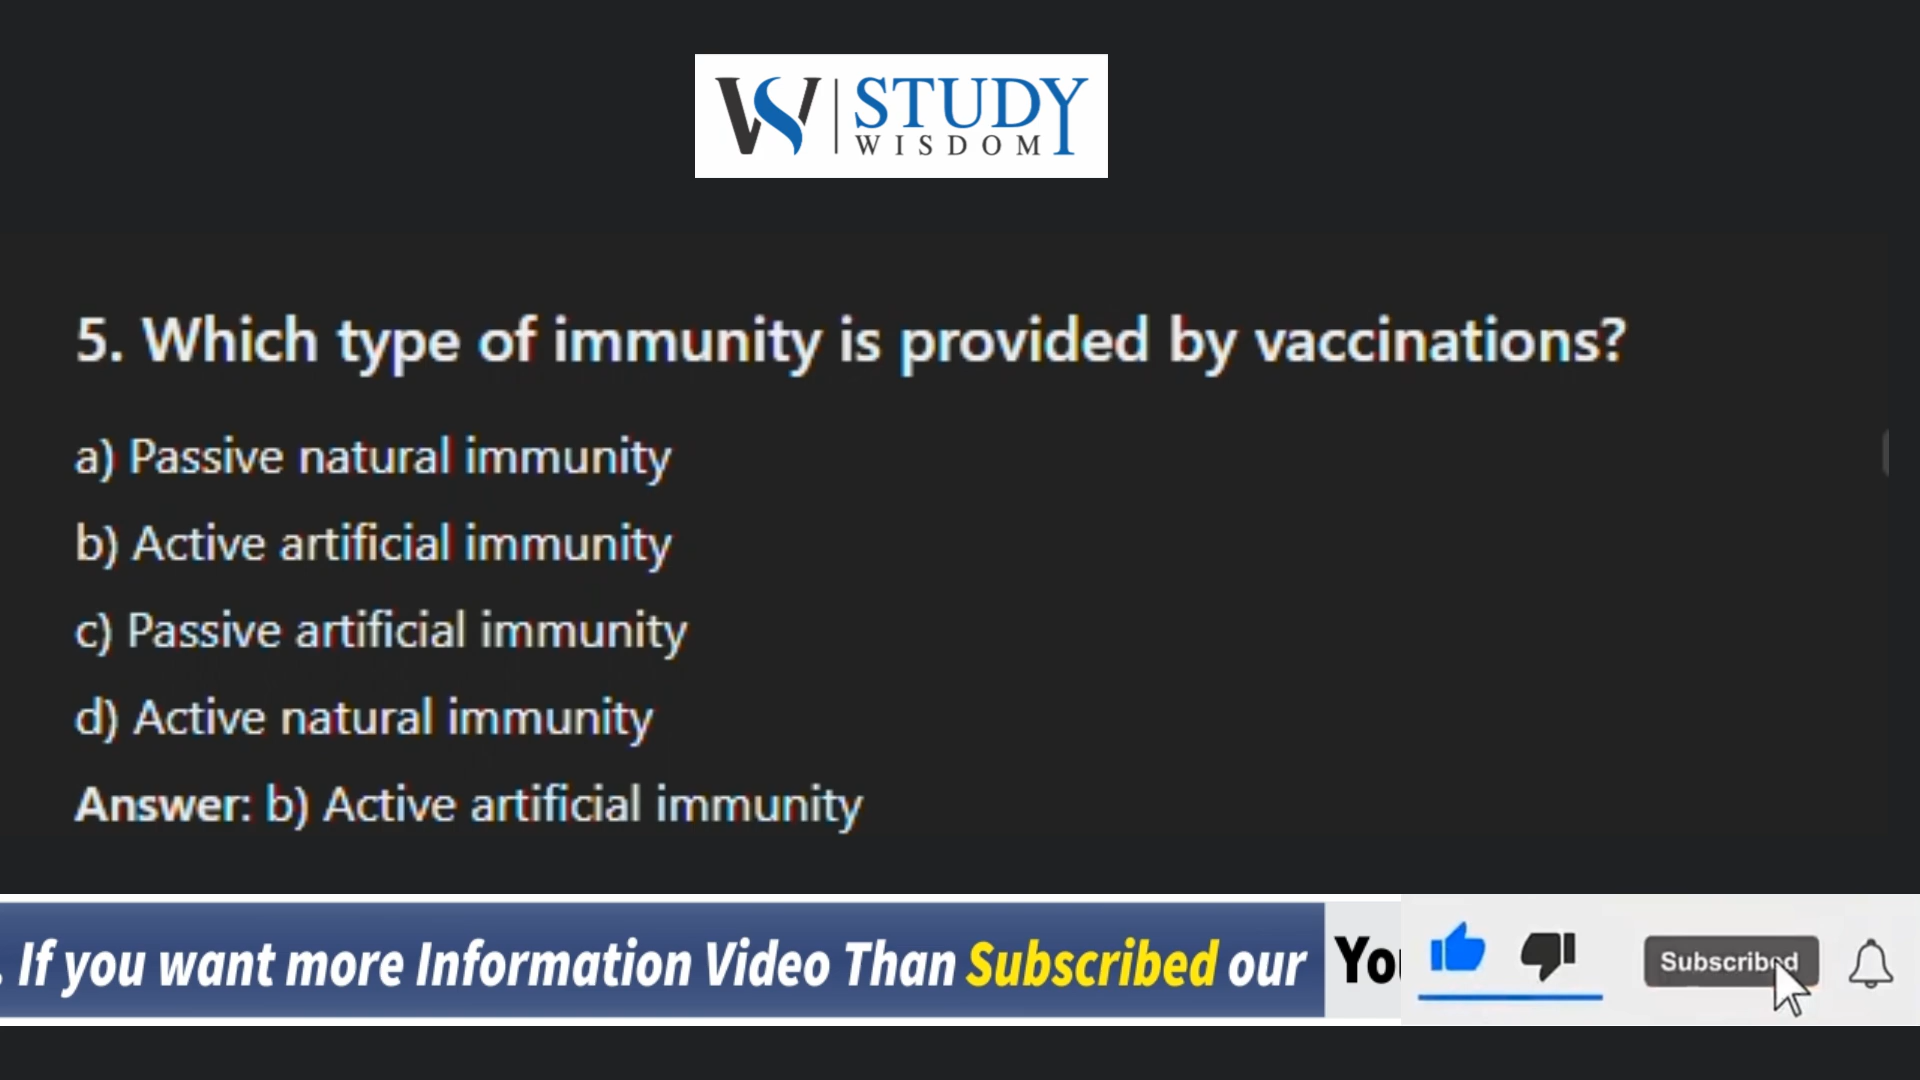 WS STUDY
WISDOM
5. Which type of immunity is provided by vaccinations?
a) Passive natural immunity
b) Active artificial immunity
c) Passive artificial immunity
d) Active natural immunity
Answer: b) Active artificial immunity
. If you want more Information Video Than Subscribed our
Subscribed